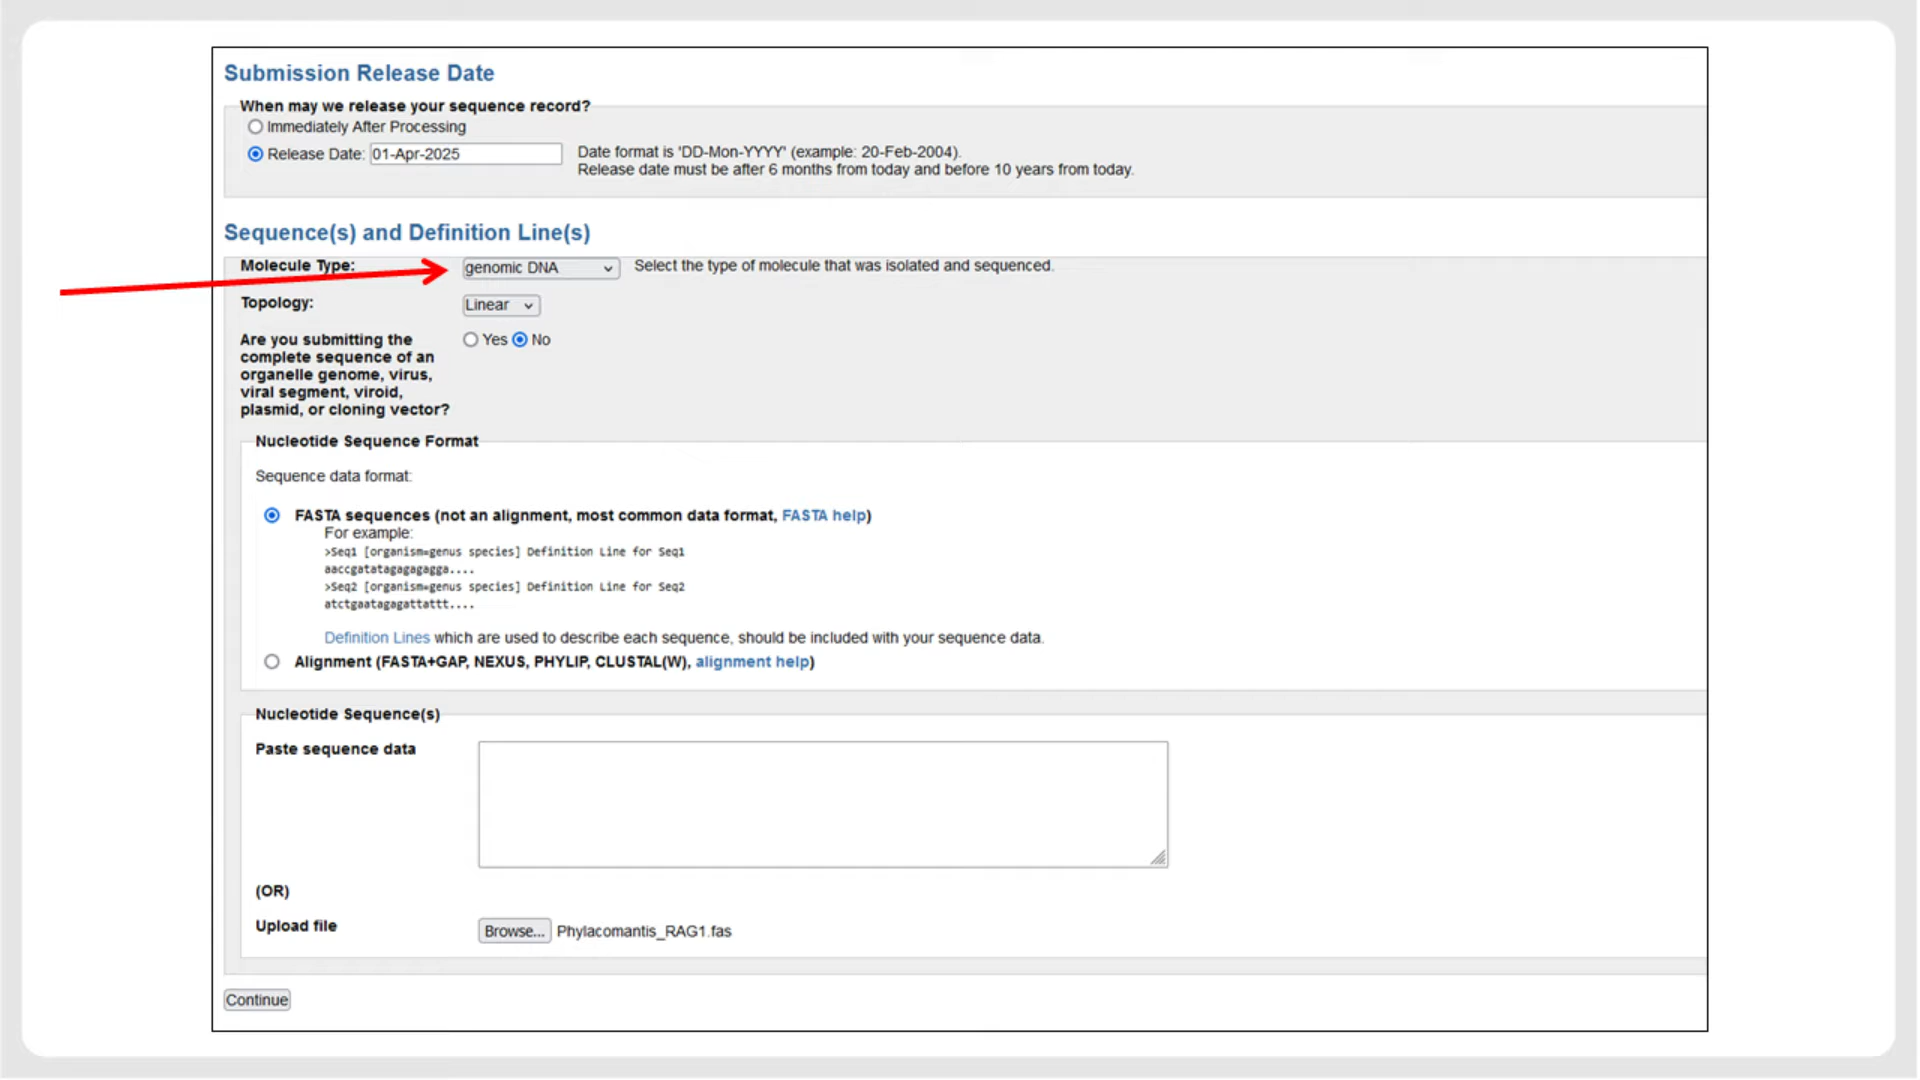 Submission Release Date
When may we release your sequence record?
Immediately After Processing
Release Date: 01-Apr-2025
Date format is 'DD-Mon-YYYY' (example: 20-Feb-2004).
Release date must be after 6 months from today and before 10 years from today.
Sequence(s) and Definition Line(s)
Molecule Type: genomic DNA Select the type of molecule that was isolated and sequenced.
Topology: Linear
Are you submitting the Yes No
complete sequence of an
organelle genome, virus,
viral segment, viroid,
plasmid, or cloning vector?
Nucleotide Sequence Format
Sequence data format:
FASTA sequences (not an alignment, most common data format, FASTA help)
For example:
>Seq1 [organism=genus species] Definition Line for Seq1
aaccgatatagagagagga....
>Seq2 [organism=genus species] Definition Line for Seq2
atctgaatagagattattt....
Definition Lines which are used to describe each sequence, should be included with your sequence data.
Alignment (FASTA+GAP, NEXUS, PHYLIP, CLUSTAL(W), alignment help)
Nucleotide Sequence(s)
Paste sequence data
(OR)
Upload file Browse... Phylacomantis_RAG1.fas
Continue